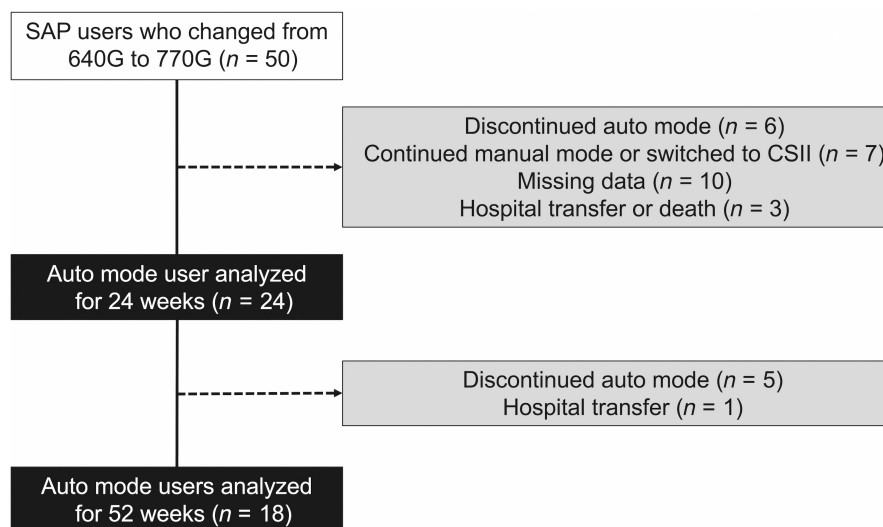 SAP users who changed from
640G to 770G (n = 50)
Discontinued auto mode (n = 6)
Continued manual mode or switched to CSII (n = 7)
Missing data (n = 10)
Hospital transfer or death (n = 3)
Auto mode user analyzed
for 24 weeks (n = 24)
Discontinued auto mode (n = 5)
Hospital transfer (n = 1)
Auto mode users analyzed
for 52 weeks (n = 18)